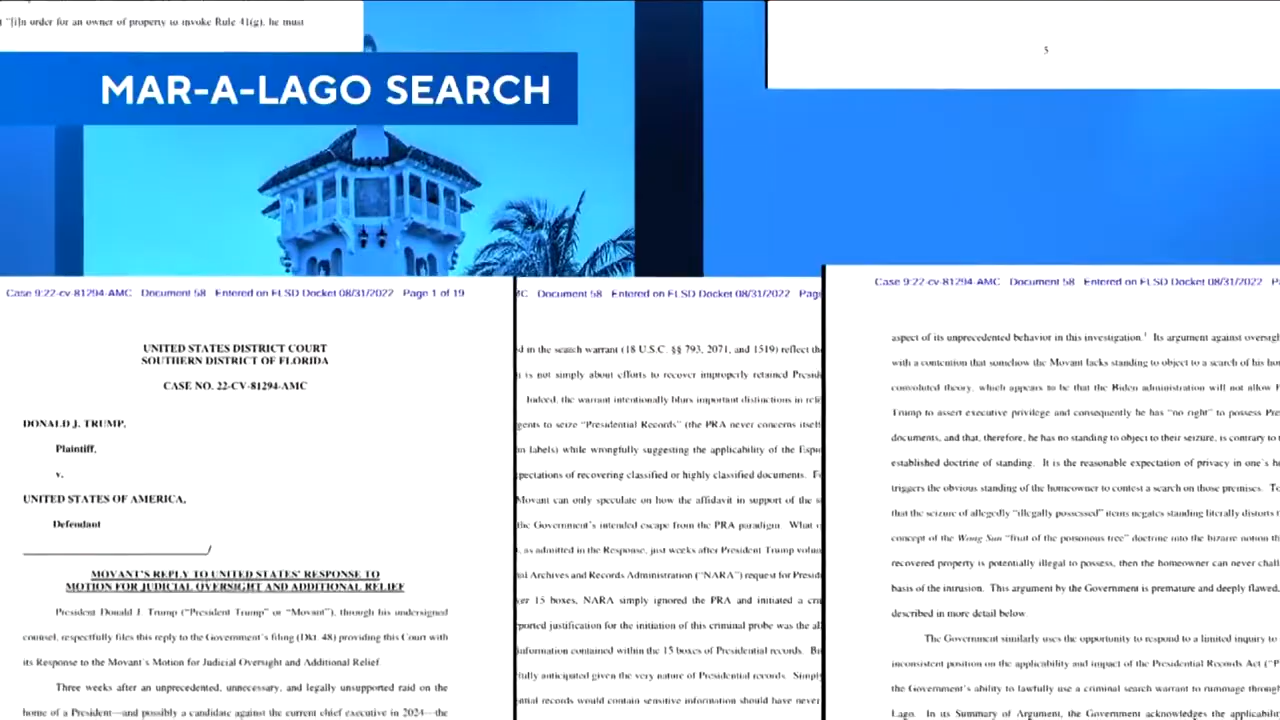 "[i]n order for an owner of property to invoke Rule 41(g), he must
5
MAR-A-LAGO SEARCH
Case 9:22-cv-81294-AMC Document 58 Entered on FLSD Docket 08/31/2022 Page 1 of 19
UNITED STATES DISTRICT COURT
SOUTHERN DISTRICT OF FLORIDA
CASE NO. 22-CV-81294-AMC
DONALD J. TRUMP,
Plaintiff,
v.
UNITED STATES OF AMERICA,
Defendant
/
MOVANT'S REPLY TO UNITED STATES' RESPONSE TO
MOTION FOR JUDICIAL OVERSIGHT AND ADDITIONAL RELIEF
President Donald J. Trump ("President Trump" or "Movant"), through his undersigned
counsel, respectfully files this reply to the Government's filing (Dkt. 48) providing this Court with
its Response to the Movant's Motion for Judicial Oversight and Additional Relief.
Three weeks after an unprecedented, unnecessary, and legally unsupported raid on the
home of a President—and possibly a candidate against the current chief executive in 2024—the
Document 58 Entered on FLSD Docket 08/31/2022
in the search warrant (18 U.S.C. §§ 793, 2071, and 1519) reflect
is not simply about efforts to recover improperly retained
Indeed, the warrant intentionally blurs important distinctions in
to seize "Presidential Records" (the PRA never concerns
labels) while wrongfully suggesting the applicability of the
of recovering classified or highly classified documents.
Movant can only speculate on how the affidavit in support of the
the Government's intended escape from the PRA paradigm. What
, as admitted in the Response, just weeks after President Trump
Archives and Records Administration ("NARA") request for
15 boxes, NARA simply ignored the PRA and initiated a
justification for the initiation of this criminal probe was the
information contained within the 15 boxes of Presidential records.
anticipated given the very nature of Presidential records. Simply
records would contain sensitive information should have never
Case 9:22-cv-81294-AMC Document 58 Entered on FLSD Docket 08/31/2022
aspect of its unprecedented behavior in this investigation.¹ Its argument against
with a contention that somehow the Movant lacks standing to object to a search of his
convoluted theory, which appears to be that the Biden administration will not allow
Trump to assert executive privilege and consequently he has "no right" to possess
documents, and that, therefore, he has no standing to object to their seizure, is contrary to
established doctrine of standing. It is the reasonable expectation of privacy in one's
triggers the obvious standing of the homeowner to contest a search on those premises.
that the seizure of allegedly "illegally possessed" items negates standing literally distorts
concept of the Wong Sun "fruit of the poisonous tree" doctrine into the bizarre notion
recovered property is potentially illegal to possess, then the homeowner can never
basis of the intrusion. This argument by the Government is premature and deeply flawed,
described in more detail below.
The Government similarly uses the opportunity to respond to a limited inquiry to
inconsistent position on the applicability and impact of the Presidential Records Act
the Government's ability to lawfully use a criminal search warrant to rummage through
Lago. In its Summary of Argument, the Government acknowledges the